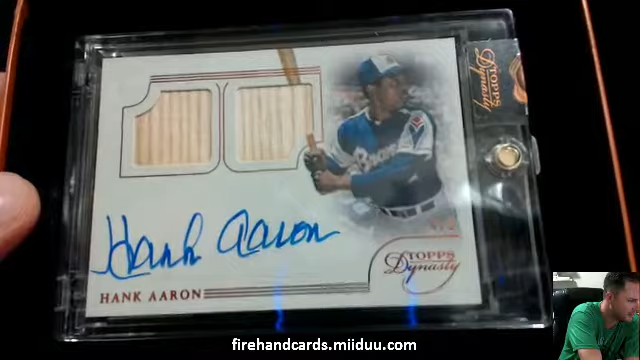 TOPPS
Dynasty
Braves
Hank Aaron
TOPPS
Dynasty
HANK AARON
firehandcards.miiduu.com